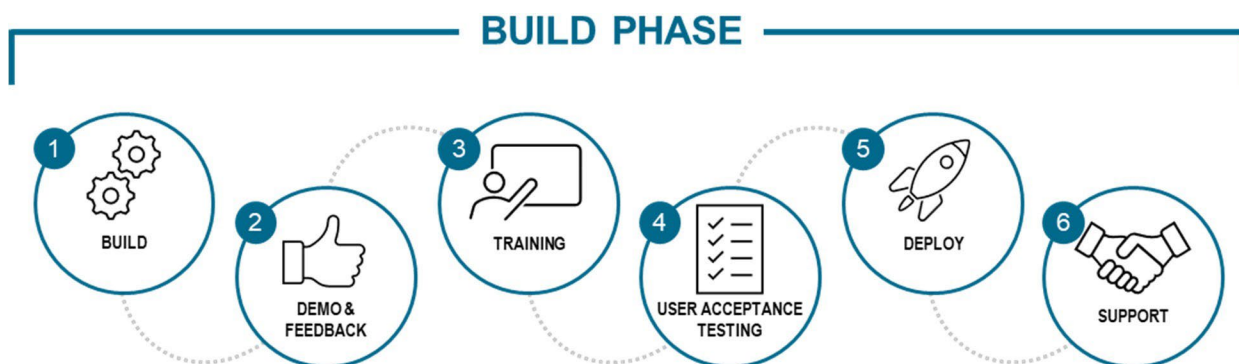 BUILD PHASE
1
BUILD
2
DEMO &
FEEDBACK
3
TRAINING
4
USER ACCEPTANCE
TESTING
5
DEPLOY
6
SUPPORT